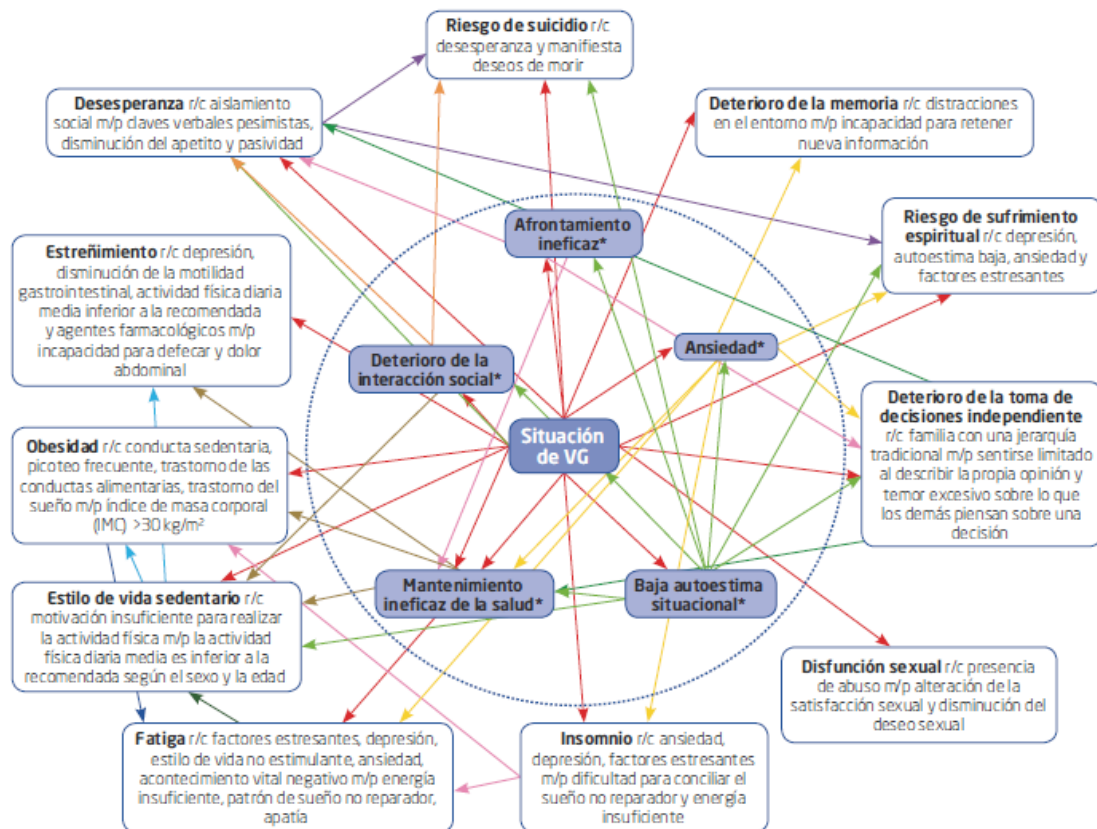 Riesgo de suicidio r/c
desesperanza y manifiesta
deseos de morir
Desesperanza r/c aislamiento
social m/p claves verbales pesimistas,
disminución del apetito y pasividad
Deterioro de la memoria r/c distracciones
en el entorno m/p incapacidad para retener
nueva información
Afrontamiento
ineficaz*
Riesgo de sufrimiento
espiritual r/c depresión,
autoestima baja, ansiedad y
factores estresantes
Estreñimiento r/c depresión,
disminución de la motilidad
gastrointestinal, actividad física diaria
media inferior a la recomendada
y agentes farmacológicos m/p
incapacidad para defecar y dolor
abdominal
Ansiedad*
Deterioro de la
interacción social*
Deterioro de la toma de
decisiones independiente
r/c familia con una jerarquía
tradicional m/p sentirse limitado
al describir la propia opinión y
temor excesivo sobre lo que
los demás piensan sobre una
decisión
Situación
de VG
Obesidad r/c conducta sedentaria,
picoteo frecuente, trastorno de las
conductas alimentarias, trastorno del
sueño m/p índice de masa corporal
(IMC) >30 kg/m²
Mantenimiento
ineficaz de la salud*
Baja autoestima
situacional*
Estilo de vida sedentario r/c
motivación insuficiente para realizar
la actividad física m/p la actividad
física diaria media es inferior a la
recomendada según el sexo y la edad
Disfunción sexual r/c presencia
de abuso m/p alteración de la
satisfacción sexual y disminución del
deseo sexual
Fatiga r/c factores estresantes, depresión,
estilo de vida no estimulante, ansiedad,
acontecimiento vital negativo m/p energía
insuficiente, patrón de sueño no reparador,
apatía
Insomnio r/c ansiedad,
depresión, factores estresantes
m/p dificultad para conciliar el
sueño no reparador y energía
insuficiente